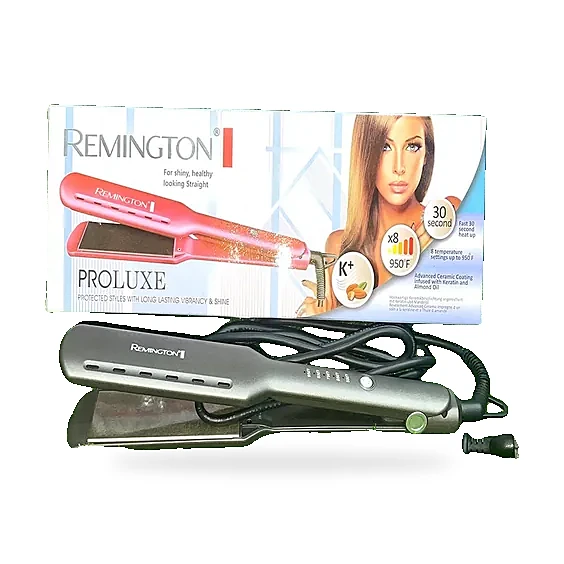 REMINGTON®
For shiny, healthy
looking Straight
REMINGTON
PROLUXE
PROTECTED STYLES WITH LONG LASTING VIBRANCY & SHINE
K+
x8
950°F
30
second
Fast 30
second
heat up
8 temperature
settings up to 950°F
Advanced Ceramic Coating
infused with Keratin and
Almond Oil
REMINGTON